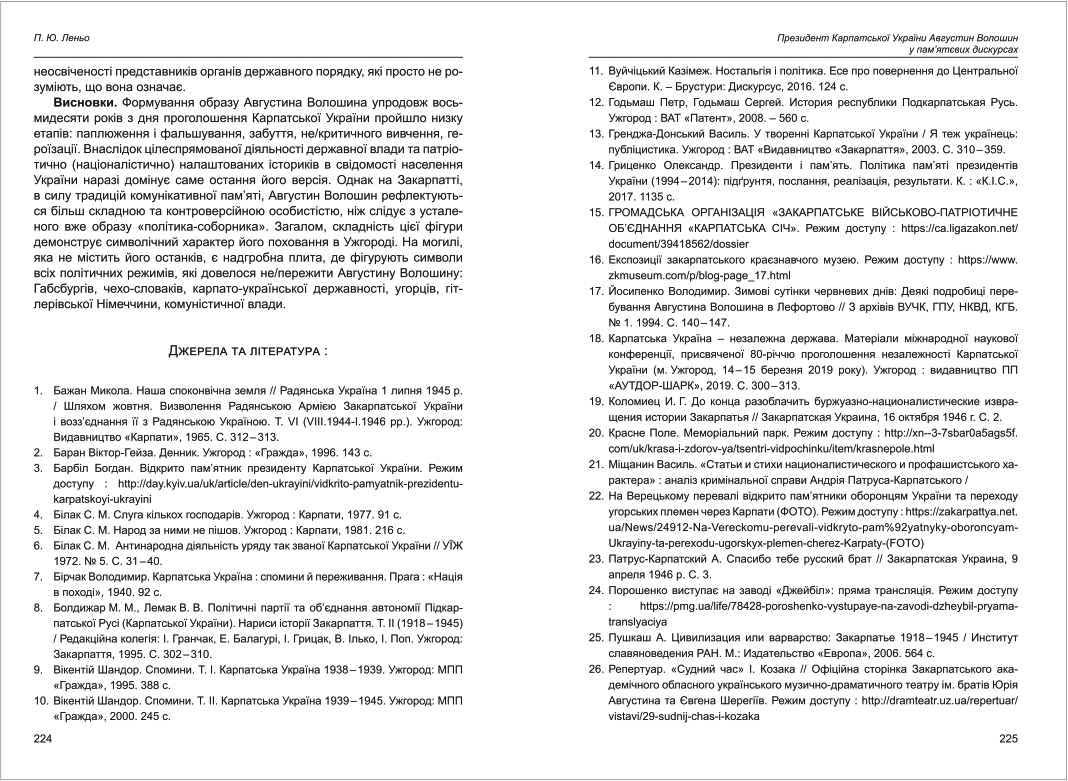 П. Ю. Леньо
неосвіченості представників органів державного порядку, які просто не ро-
зуміють, що вона означає.
Висновки. Формування образу Августина Волошина упродовж вось-
мидесяти років з дня проголошення Карпатської України пройшло низку
етапів: паплюження і фальшування, забуття, не/критичного вивчення, ге-
роїзації. Внаслідок цілеспрямованої діяльності державної влади та патріо-
тично (націоналістично) налаштованих істориків в свідомості населення
України наразі домінує саме остання його версія. Однак на Закарпатті,
в силу традицій комунікативної пам’яті, Августин Волошин рефлектуєть-
ся більш складною та контроверсійною особистістю, ніж слідує з устале-
ного вже образу «політика-соборника». Загалом, складність цієї фігури
демонструє символічний характер його поховання в Ужгороді. На могилі,
яка не містить його останків, є надгробна плита, де фігурують символи
всіх політичних режимів, які довелося не/пережити Августину Волошину:
Габсбургів, чехо-словаків, карпато-української державності, угорців, гіт-
лерівської Німеччини, комуністичної влади.
Джерела та література :
1. Бажан Микола. Наша споконвічна земля // Радянська Україна 1 липня 1945 р.
/ Шляхом жовтня. Визволення Радянською Армією Закарпатської України
і возз’єднання її з Радянською Україною. Т. VI (VIII.1944-I.1946 рр.). Ужгород:
Видавництво «Карпати», 1965. С. 312–313.
2. Баран Віктор-Гейза. Денник. Ужгород : «Гражда», 1996. 143 с.
3. Барбіл Богдан. Відкрито пам’ятник президенту Карпатської України. Режим
доступу : http://day.kyiv.ua/uk/article/den-ukrayini/vidkrito-pamyatnik-prezidentu-
karpatskoyi-ukrayini
4. Білак С. М. Слуга кількох господарів. Ужгород : Карпати, 1977. 91 с.
5. Білак С. М. Народ за ними не пішов. Ужгород : Карпати, 1981. 216 с.
6. Білак С. М. Антинародна діяльність уряду так званої Карпатської України // УЇЖ
1972. № 5. С. 31–40.
7. Бірчак Володимир. Карпатська Україна : спомини й переживання. Прага : «Нація
в поході», 1940. 92 с.
8. Болдижар М. М., Лемак В. В. Політичні партії та об’єднання автономії Підкар-
патської Русі (Карпатської України). Нариси історії Закарпаття. Т. II (1918–1945)
/ Редакційна колегія: І. Гранчак, Е. Балагурі, І. Грицак, В. Ілько, І. Поп. Ужгород:
Закарпаття, 1995. С. 302–310.
9. Вікентій Шандор. Спомини. Т. І. Карпатська Україна 1938–1939. Ужгород: МПП
«Гражда», 1995. 388 с.
10. Вікентій Шандор. Спомини. Т. ІІ. Карпатська Україна 1939–1945. Ужгород: МПП
«Гражда», 2000. 245 с.
224
Президент Карпатської України Августин Волошин
у пам’яттєвих дискурсах
11. Вуйчіцький Казімєж. Ностальгія і політика. Есе про повернення до Центральної
Європи. К. – Брустури: Дискурсус, 2016. 124 с.
12. Годьмаш Петр, Годьмаш Сергей. История республики Подкарпатская Русь.
Ужгород : ВАТ «Патент», 2008. – 560 с.
13. Гренджа-Донський Василь. У творенні Карпатської України / Я теж українець:
публіцистика. Ужгород : ВАТ «Видавництво «Закарпаття», 2003. С. 310–359.
14. Гриценко Олександр. Президенти і пам’ять. Політика пам’яті президентів
України (1994–2014): підґрунтя, послання, реалізація, результати. К. : «К.І.С.»,
2017. 1135 с.
15. ГРОМАДСЬКА ОРГАНІЗАЦІЯ «ЗАКАРПАТСЬКЕ ВІЙСЬКОВО-ПАТРІОТИЧНЕ
ОБ’ЄДНАННЯ «КАРПАТСЬКА СІЧ». Режим доступу : https://ca.ligazakon.net/
document/39418562/dossier
16. Експозиції закарпатського краєзнавчого музею. Режим доступу : https://www.
zkmuseum.com/p/blog-page_17.html
17. Йосипенко Володимир. Зимові сутінки червневих днів: Деякі подробиці пере-
бування Августина Волошина в Лефортово // З архівів ВУЧК, ГПУ, НКВД, КГБ.
№ 1. 1994. С. 140–147.
18. Карпатська Україна – незалежна держава. Матеріали міжнародної наукової
конференції, присвяченої 80-річчю проголошення незалежності Карпатської
України (м. Ужгород, 14–15 березня 2019 року). Ужгород : видавництво ПП
«АУТДОР-ШАРК», 2019. С. 300–313.
19. Коломиец И. Г. До конца разоблачить буржуазно-националистические извра-
щения истории Закарпатья // Закарпатская Украина, 16 октября 1946 г. С. 2.
20. Красне Поле. Меморіальний парк. Режим доступу : http://xn--3-7sbar0a5ags5f.
com/uk/krasa-i-zdorov-ya/tsentri-vidpochinku/item/krasnepole.html
21. Міщанин Василь. «Статьи и стихи националистического и профашистського ха-
рактера» : аналіз кримінальної справи Андрія Патруса-Карпатського /
22. На Верецькому перевалі відкрито пам’ятники оборонцям України та переходу
угорських племен через Карпати (ФОТО). Режим доступу : https://zakarpattya.net.
ua/News/24912-Na-Vereckomu-perevali-vidkryto-pam%92yatnyky-oboroncyam-
Ukrayiny-ta-perexodu-ugorskyx-plemen-cherez-Karpaty-(FOTO)
23. Патрус-Карпатский А. Спасибо тебе русский брат // Закарпатская Украина, 9
апреля 1946 р. С. 3.
24. Порошенко виступає на заводі «Джейбіл»: пряма трансляція. Режим доступу
: https://pmg.ua/life/78428-poroshenko-vystupaye-na-zavodi-dzheybil-pryama-
translyaciya
25. Пушкаш А. Цивилизация или варварство: Закарпатье 1918–1945 / Институт
славяноведения РАН. М.: Издательство «Европа», 2006. 564 с.
26. Репертуар. «Судний час» І. Козака // Офіційна сторінка Закарпатського ака-
демічного обласного українського музично-драматичного театру ім. братів Юрія
Августина та Євгена Шерегіїв. Режим доступу : http://dramteatr.uz.ua/repertuar/
vistavi/29-sudnij-chas-i-kozaka
225